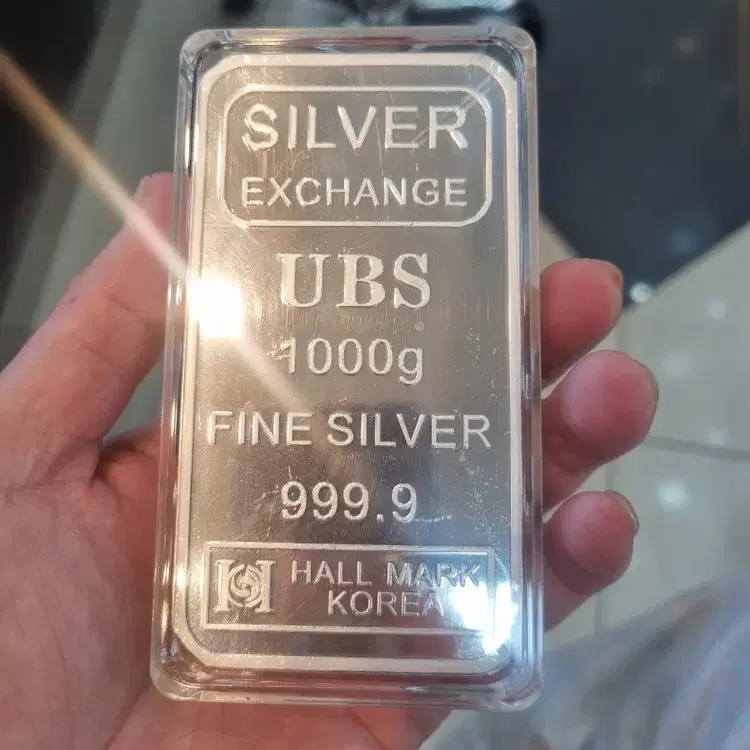 SILVER
EXCHANGE
UBS
1000g
FINE SILVER
999.9
HALL MARK
KOREA